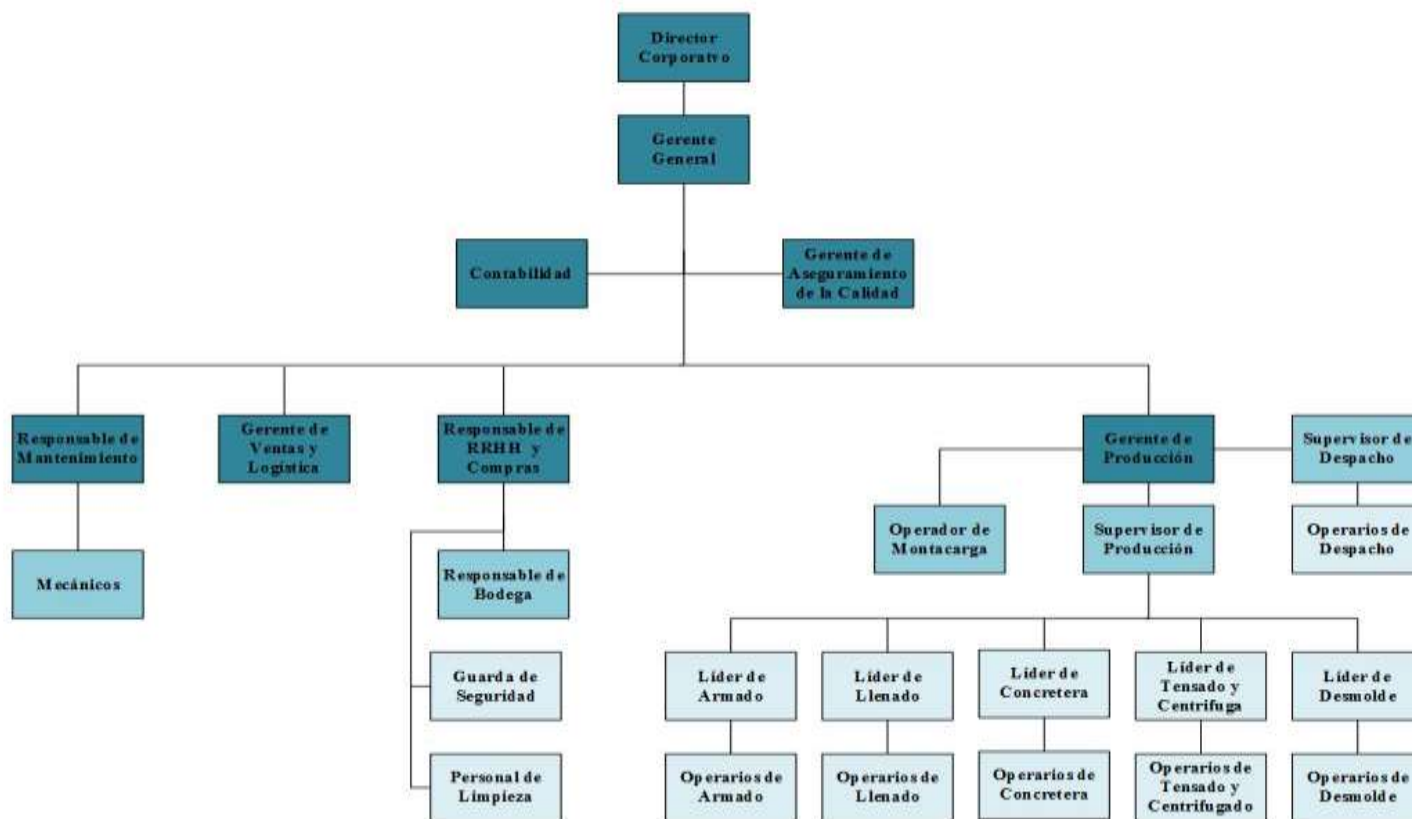 Director
Corporatvo
Gerente
General
Contabilidad
Gerente de
Aseguramiento
de la Calidad
Responsable de
Mantenimiento
Gerente de
Ventas y
Logística
Responsable de
RRHH y
Compras
Gerente de
Producción
Supervisor de
Despacho
Operador de
Montacarga
Supervisor de
Producción
Operarios de
Despacho
Mecánicos
Responsable de
Bodega
Guarda de
Seguridad
Líder de
Armado
Líder de
Llenado
Líder de
Concretera
Líder de
Tensado y
Centrifuga
Líder de
Desmolde
Personal de
Limpieza
Operarios de
Armado
Operarios de
Llenado
Operarios de
Concretera
Operarios de
Tensado y
Centrifugado
Operarios de
Desmolde